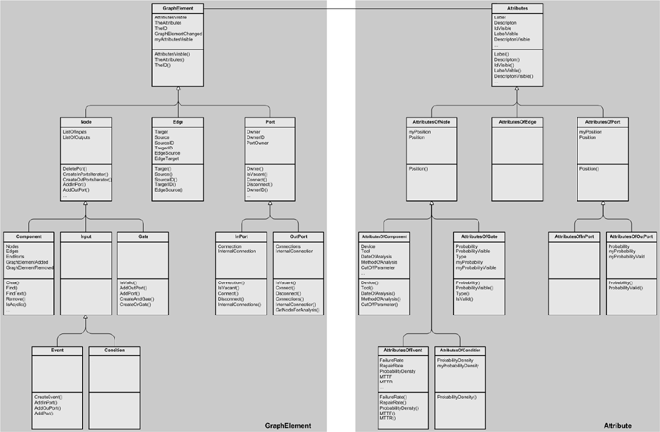 GraphElement
AttributesVisible
TheAttributes
TheID
GraphElementChanged
myAttributesVisible
AttributesVisible()
TheAttributes()
TheID()
Attributes
Label
Description
IdVisible
LabelVisible
DescriptionVisible
...
Label()
Description()
IdVisible()
LabelVisible()
DescriptionVisible()
Node
ListOfInputs
ListOfOutputs
DeletePort()
CreateInPortsIterator()
CreateOutPortsIterator()
AddInPort()
AddOutPort()
...
Edge
Target
Source
SourceID
TargetID
EdgeSource
EdgeTarget
Target()
Source()
SourceID()
TargetID()
EdgeSource()
Port
Owner
OwnerID
PortOwner
Owner()
IsVacant()
Connect()
Disconnect()
OwnerID()
...
AttributesOfNode
myPosition
Position
Position()
AttributesOfEdge
AttributesOfPort
myPosition
Position
Position()
Component
Nodes
Edges
EndNode
GraphElementAdded
GraphElementRemoved
Clear()
Find()
FindText()
Remove()
IsAcyclic()
...
Input
Gate
IsValid()
AddOutPort()
AddPort()
CreateAndGate()
CreateOrGate()
InPort
Connection
InternalConnection
Connection()
IsVacant()
Connect()
Disconnect()
InternalConnections()
OutPort
Connections
InternalConnection
IsVacant()
Connect()
Disconnect()
Connections()
InternalConnection()
GetNodeForAnalysis()
AttributesOfComponent
Device
Tool
DateOfAnalysis
MethodOfAnalysis
CutOffParameter
Device()
Tool()
DateOfAnalysis()
MethodOfAnalysis()
CutOffParameter()
AttributesOfGate
Probability
ProbabilityVisible
Type
myProbability
myProbabilityVisible
Probability()
ProbabilityVisible()
Type()
IsValid()
AttributesOfInPort
AttributesOfOutPort
Probability
myProbability
myProbabilityValid
Probability()
ProbabilityValid()
Event
CreateEvent()
AddInPort()
AddOutPort()
AddPort()
Condition
AttributesOfEvent
FailureRate
RepairRate
ProbabilityDensity
MTTF
MTTR
FailureRate()
RepairRate()
ProbabilityDensity()
MTTF()
MTTR()
AttributesOfCondition
ProbabilityDensity
myProbabilityDensity
ProbabilityDensity()
GraphElement
Attribute